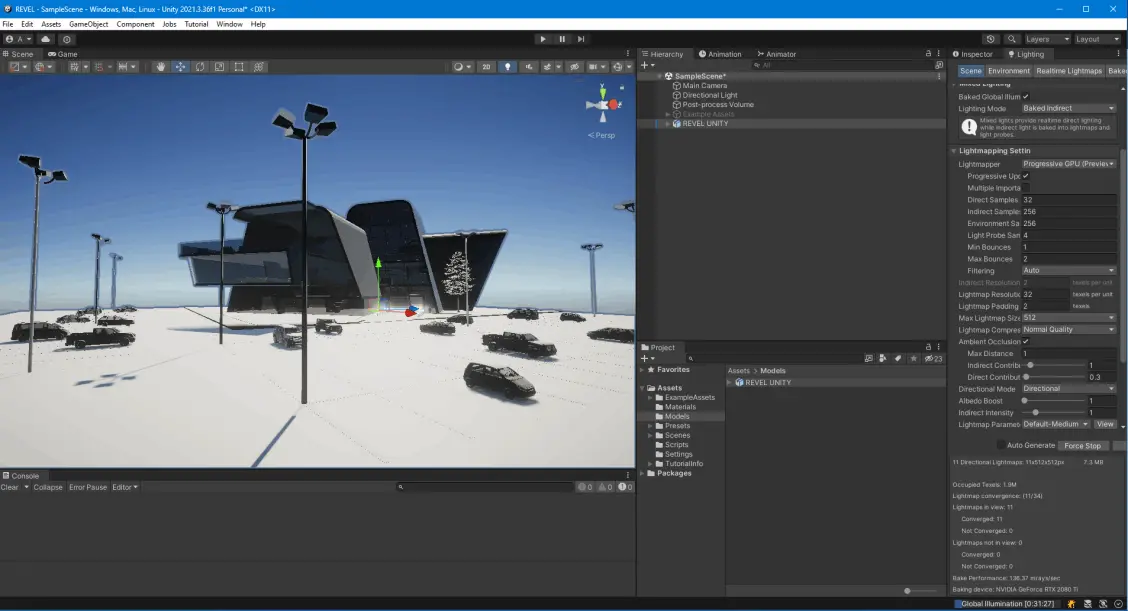 REVEL - SampleScene - Windows, Mac, Linux - Unity 2021.3.36f1 Personal* <DX11>
File Edit Assets GameObject Component Jobs Tutorial Window Help
A Layers Layout
Scene Game
2D
y
Persp
Hierarchy Animation Animator
All
SampleScene*
Main Camera
Directional Light
Post-process Volume
Example Assets
REVEL UNITY
Inspector Lighting
Scene Environment Realtime Lightmaps Bake
Mixed Lighting
Baked Global Illum
Lighting Mode Baked Indirect
Mixed lights provide realtime direct lighting
while indirect light is baked into lightmaps and
light probes.
Lightmapping Settin
Lightmapper Progressive GPU (Preview
Progressive Upd
Multiple Importa
Direct Samples 32
Indirect Sample 256
Environment Sa 256
Light Probe Sam 4
Min Bounces 1
Max Bounces 2
Filtering Auto
Indirect Resolution 2 texels per unit
Lightmap Resolutic 32 texels per unit
Lightmap Padding 2 texels
Max Lightmap Size 512
Lightmap Compres Normal Quality
Ambient Occlusion
Max Distance 1
Indirect Contribu 1
Direct Contribut 0.3
Directional Mode Directional
Albedo Boost 1
Indirect Intensity 1
Lightmap Paramete Default-Medium View
Auto Generate Force Stop
11 Directional Lightmaps: 11x512x512px 7.3 MB
Occupied Texels: 1.9M
Lightmap convergence: (11/34)
Lightmaps in view: 11
Converged: 11
Not Converged: 0
Lightmaps not in view: 0
Converged: 0
Not Converged: 0
Bake Performance: 136.37 mrays/sec
Baking device: NVIDIA GeForce RTX 2080 Ti
Project
23
Favorites
Assets
ExampleAssets
Materials
Models
Presets
Scenes
Scripts
Settings
TutorialInfo
Packages
Assets > Models
REVEL UNITY
Console
Clear Collapse Error Pause Editor
0 0 0
Global Illumination [0:31:27]